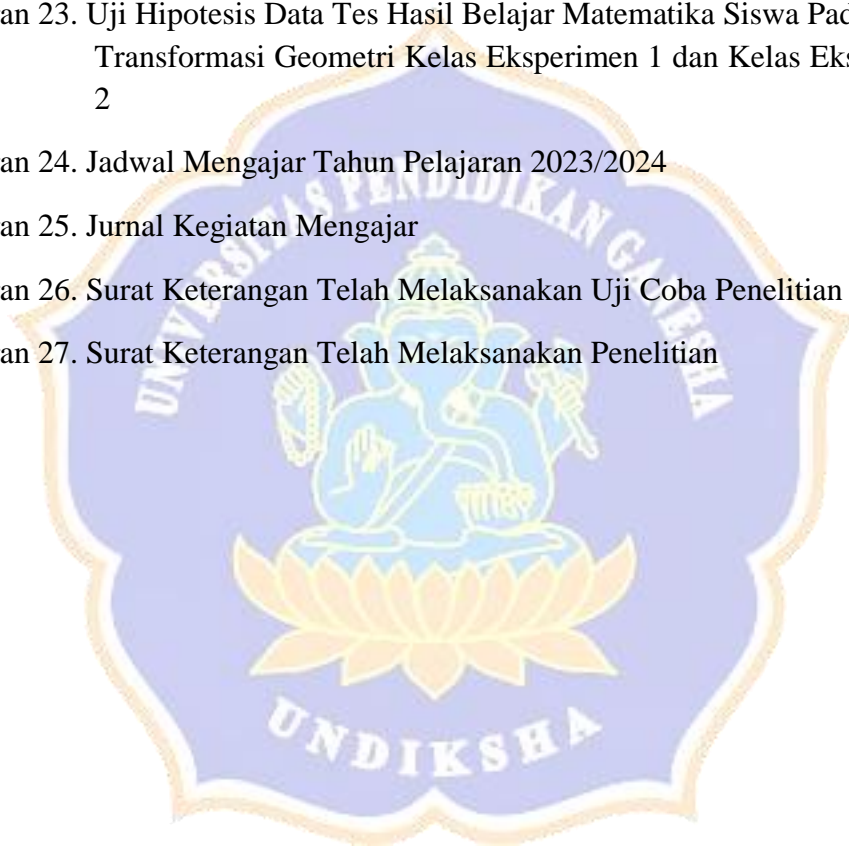 an 23. Uji Hipotesis Data Tes Hasil Belajar Matematika Siswa Pad
Transformasi Geometri Kelas Eksperimen 1 dan Kelas Eks
2
an 24. Jadwal Mengajar Tahun Pelajaran 2023/2024
an 25. Jurnal Kegiatan Mengajar
an 26. Surat Keterangan Telah Melaksanakan Uji Coba Penelitian
an 27. Surat Keterangan Telah Melaksanakan Penelitian
UNIVERSITAS PENDIDIKAN GANESHA
UNDIKSHA